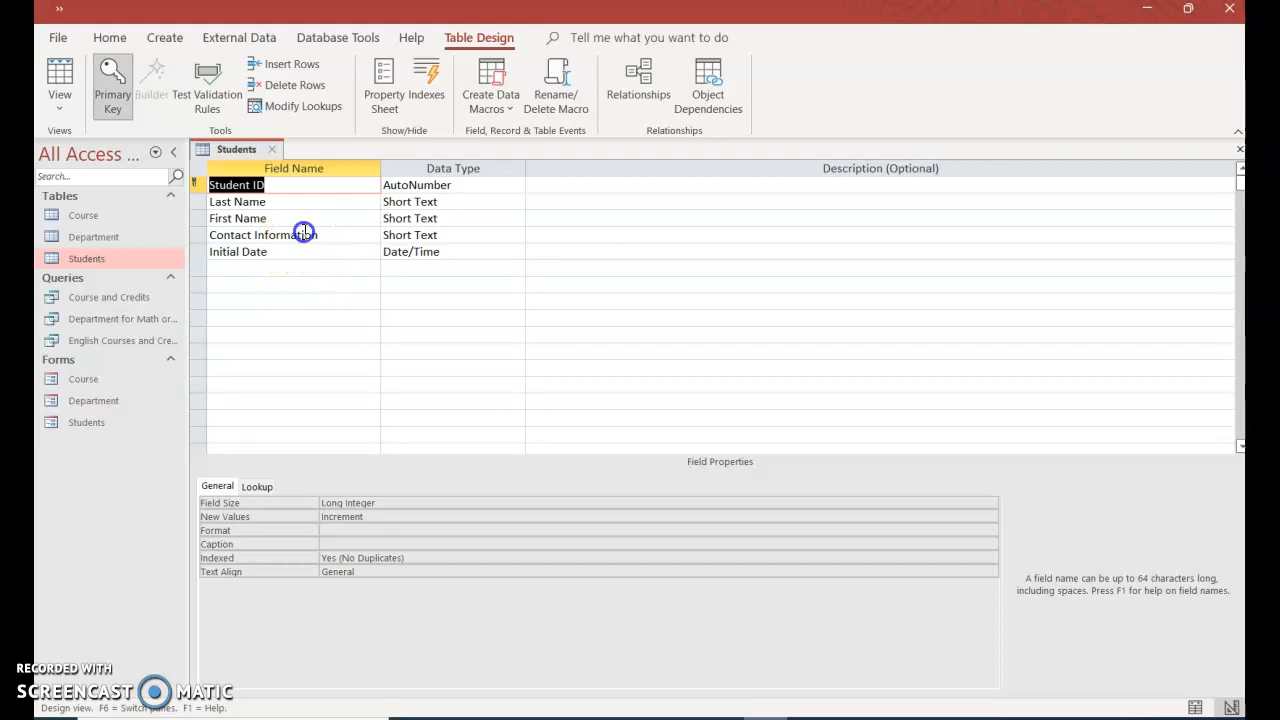 »
File Home Create External Data Database Tools Help Table Design Tell me what you want to do
View
Primary Key
Builder
Test Validation Rules
Insert Rows
Delete Rows
Modify Lookups
Property Sheet
Indexes
Create Data Macros
Rename/ Delete Macro
Relationships
Object Dependencies
Views Tools Show/Hide Field, Record & Table Events Relationships
All Access ...
Search...
Tables
Course
Department
Students
Queries
Course and Credits
Department for Math or...
English Courses and Cre...
Forms
Course
Department
Students
Students
Field Name Data Type Description (Optional)
Student ID AutoNumber
Last Name Short Text
First Name Short Text
Contact Information Short Text
Initial Date Date/Time
Field Properties
General Lookup
Field Size Long Integer
New Values Increment
Format
Caption
Indexed Yes (No Duplicates)
Text Align General
A field name can be up to 64 characters long,
including spaces. Press F1 for help on field names.
RECORDED WITH
SCREENCAST MATIC
Design view. F6 = Switch panes. F1 = Help.